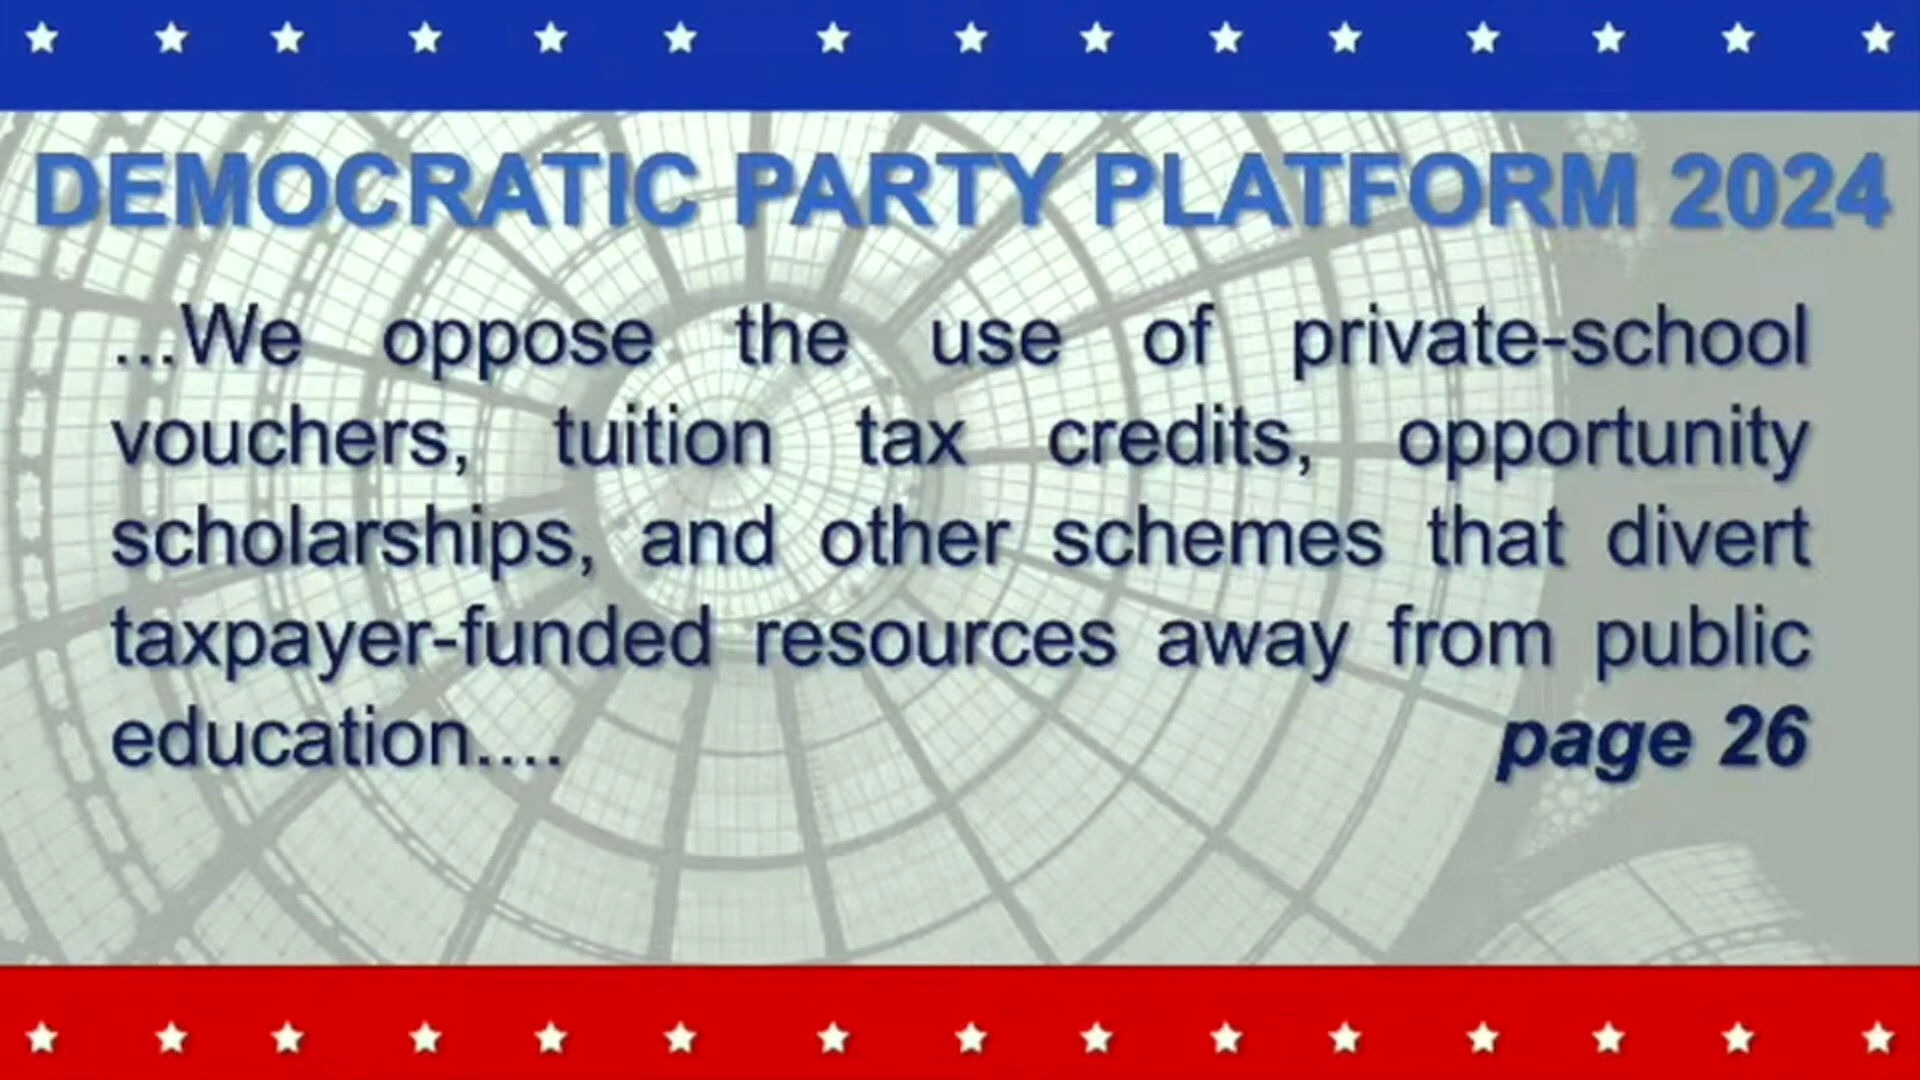 DEMOCRATIC PARTY PLATFORM 2024
...We oppose the use of private-school
vouchers, tuition tax credits, opportunity
scholarships, and other schemes that divert
taxpayer-funded resources away from public
education.... page 26